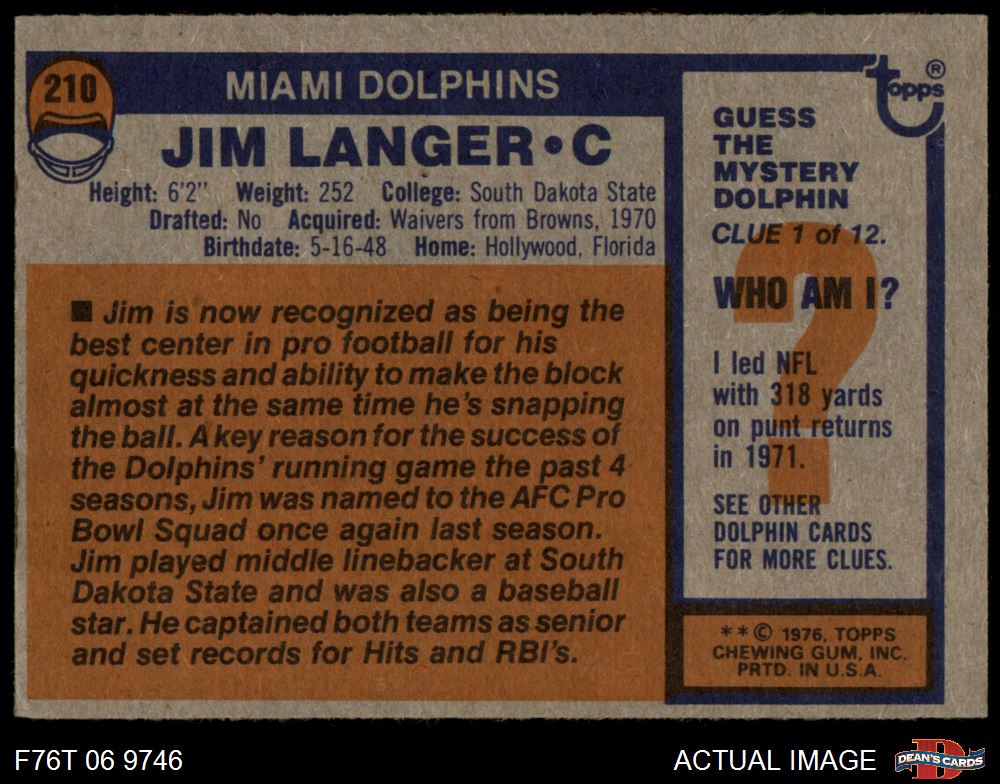 210
MIAMI DOLPHINS
JIM LANGER•C
Height: 6'2" Weight: 252 College: South Dakota State
Drafted: No Acquired: Waivers from Browns, 1970
Birthdate: 5-16-48 Home: Hollywood, Florida
■ Jim is now recognized as being the
best center in pro football for his
quickness and ability to make the block
almost at the same time he's snapping
the ball. A key reason for the success of
the Dolphins' running game the past 4
seasons, Jim was named to the AFC Pro
Bowl Squad once again last season.
Jim played middle linebacker at South
Dakota State and was also a baseball
star. He captained both teams as senior
and set records for Hits and RBI's.
Topps®
GUESS
THE
MYSTERY
DOLPHIN
CLUE 1 of 12.
?
WHO AM I?
I led NFL
with 318 yards
on punt returns
in 1971.
SEE OTHER
DOLPHIN CARDS
FOR MORE CLUES.
**© 1976, TOPPS
CHEWING GUM, INC.
PRTD. IN U.S.A.
F76T 06 9746
ACTUAL IMAGE
D
DEAN'S CARDS